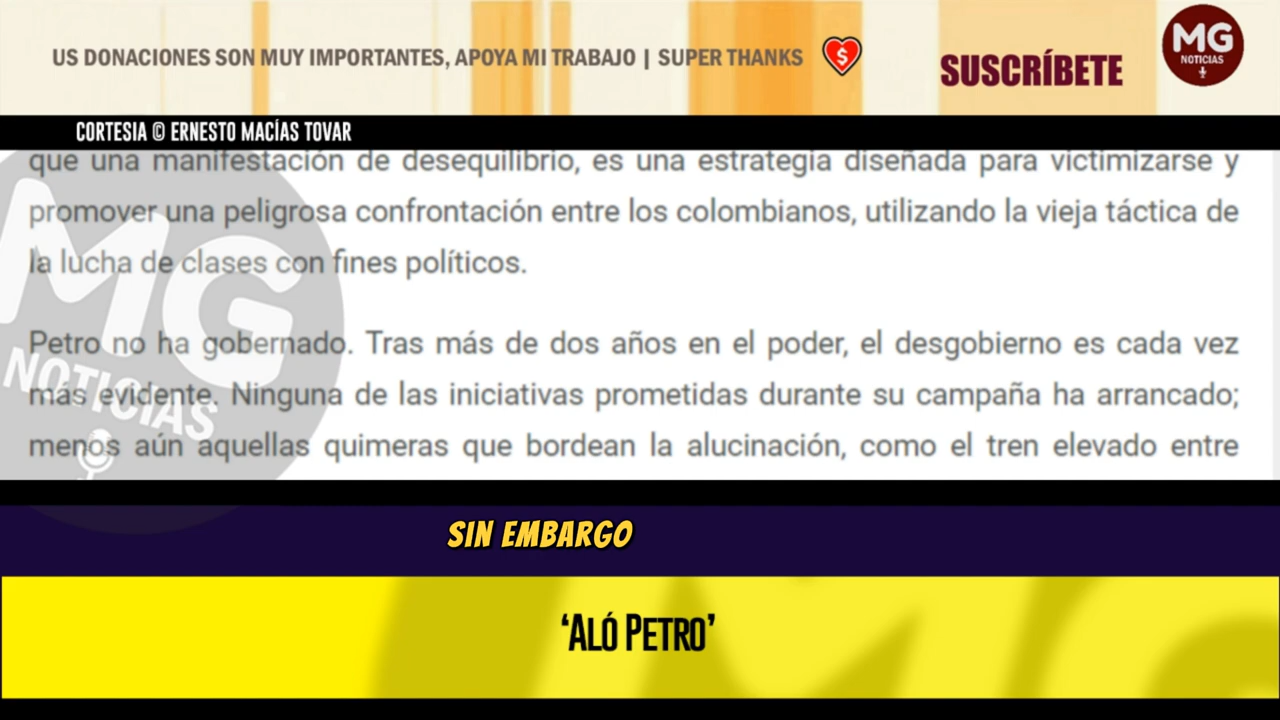 US DONACIONES SON MUY IMPORTANTES, APOYA MI TRABAJO | SUPER THANKS
SUSCRÍBETE
MG
NOTICIAS
CORTESIA © ERNESTO MACÍAS TOVAR
que una manifestación de desequilibrio, es una estrategia diseñada para victimizarse y
promover una peligrosa confrontación entre los colombianos, utilizando la vieja táctica de
la lucha de clases con fines políticos.
Petro no ha gobernado. Tras más de dos años en el poder, el desgobierno es cada vez
más evidente. Ninguna de las iniciativas prometidas durante su campaña ha arrancado;
menos aún aquellas quimeras que bordean la alucinación, como el tren elevado entre
MG
NOTICIAS
SIN EMBARGO
‘ALÓ PETRO’